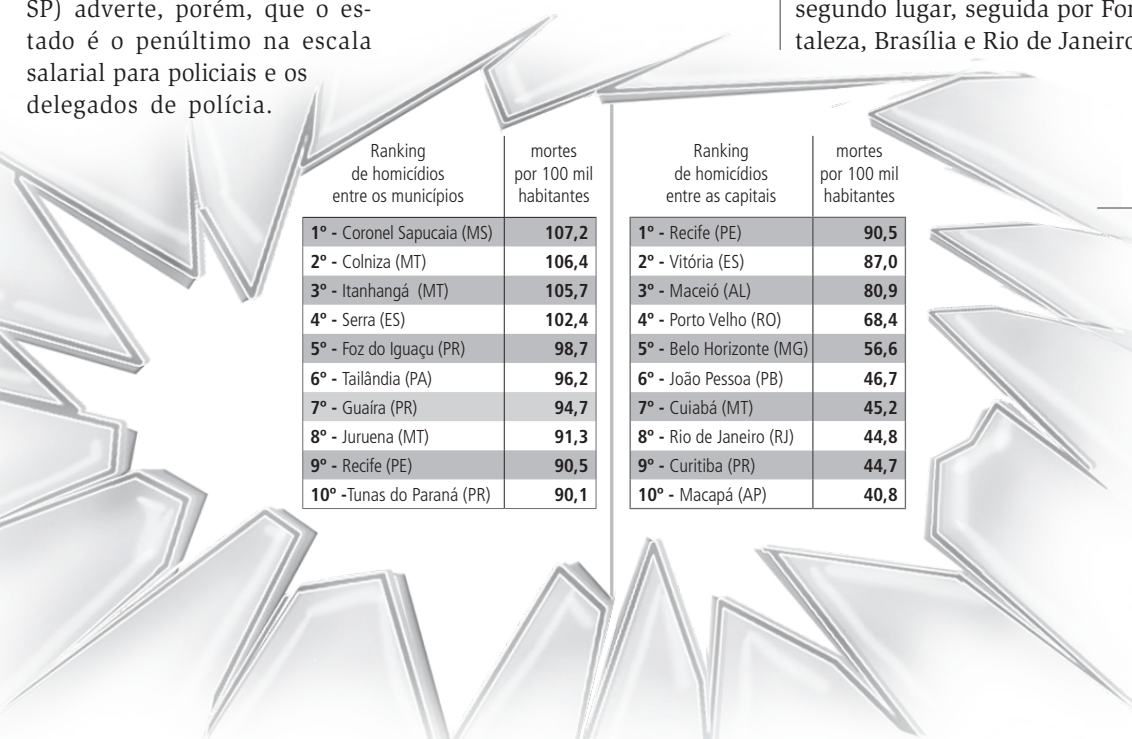 SP) adverte, porém, que o es-
tado é o penúltimo na escala
salarial para policiais e os
delegados de polícia.
segundo lugar, seguida por For
taleza, Brasília e Rio de Janeiro
Ranking
de homicídios
entre os municípios
mortes
por 100 mil
habitantes
1º - Coronel Sapucaia (MS) 107,2
2º - Colniza (MT) 106,4
3º - Itanhangá (MT) 105,7
4º - Serra (ES) 102,4
5º - Foz do Iguaçu (PR) 98,7
6º - Tailândia (PA) 96,2
7º - Guaíra (PR) 94,7
8º - Juruena (MT) 91,3
9º - Recife (PE) 90,5
10º -Tunas do Paraná (PR) 90,1
Ranking
de homicídios
entre as capitais
mortes
por 100 mil
habitantes
1º - Recife (PE) 90,5
2º - Vitória (ES) 87,0
3º - Maceió (AL) 80,9
4º - Porto Velho (RO) 68,4
5º - Belo Horizonte (MG) 56,6
6º - João Pessoa (PB) 46,7
7º - Cuiabá (MT) 45,2
8º - Rio de Janeiro (RJ) 44,8
9º - Curitiba (PR) 44,7
10º - Macapá (AP) 40,8